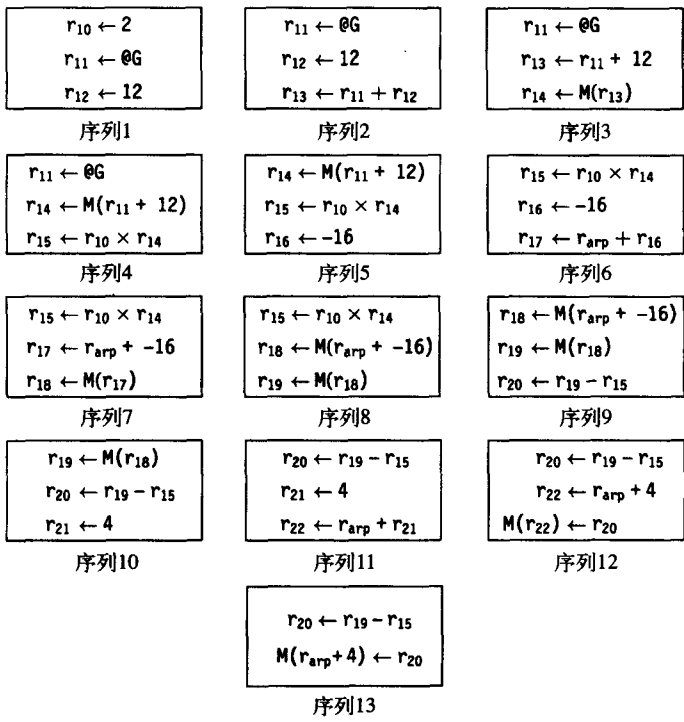 r₁₀ ← 2
r₁₁ ← @G
r₁₂ ← 12
序列1
r₁₁ ← @G
r₁₂ ← 12
r₁₃ ← r₁₁ + r₁₂
序列2
r₁₁ ← @G
r₁₃ ← r₁₁ + 12
r₁₄ ← M(r₁₃)
序列3
r₁₁ ← @G
r₁₄ ← M(r₁₁ + 12)
r₁₅ ← r₁₀ × r₁₄
序列4
r₁₄ ← M(r₁₁ + 12)
r₁₅ ← r₁₀ × r₁₄
r₁₆ ← -16
序列5
r₁₅ ← r₁₀ × r₁₄
r₁₆ ← -16
r₁₇ ← rₐᵣₚ + r₁₆
序列6
r₁₅ ← r₁₀ × r₁₄
r₁₇ ← rₐᵣₚ + -16
r₁₈ ← M(r₁₇)
序列7
r₁₅ ← r₁₀ × r₁₄
r₁₈ ← M(rₐᵣₚ + -16)
r₁₉ ← M(r₁₈)
序列8
r₁₈ ← M(rₐᵣₚ + -16)
r₁₉ ← M(r₁₈)
r₂₀ ← r₁₉ - r₁₅
序列9
r₁₉ ← M(r₁₈)
r₂₀ ← r₁₉ - r₁₅
r₂₁ ← 4
序列10
r₂₀ ← r₁₉ - r₁₅
r₂₁ ← 4
r₂₂ ← rₐᵣₚ + r₂₁
序列11
r₂₀ ← r₁₉ - r₁₅
r₂₂ ← rₐᵣₚ + 4
M(r₂₂) ← r₂₀
序列12
r₂₀ ← r₁₉ - r₁₅
M(rₐᵣₚ+4) ← r₂₀
序列13